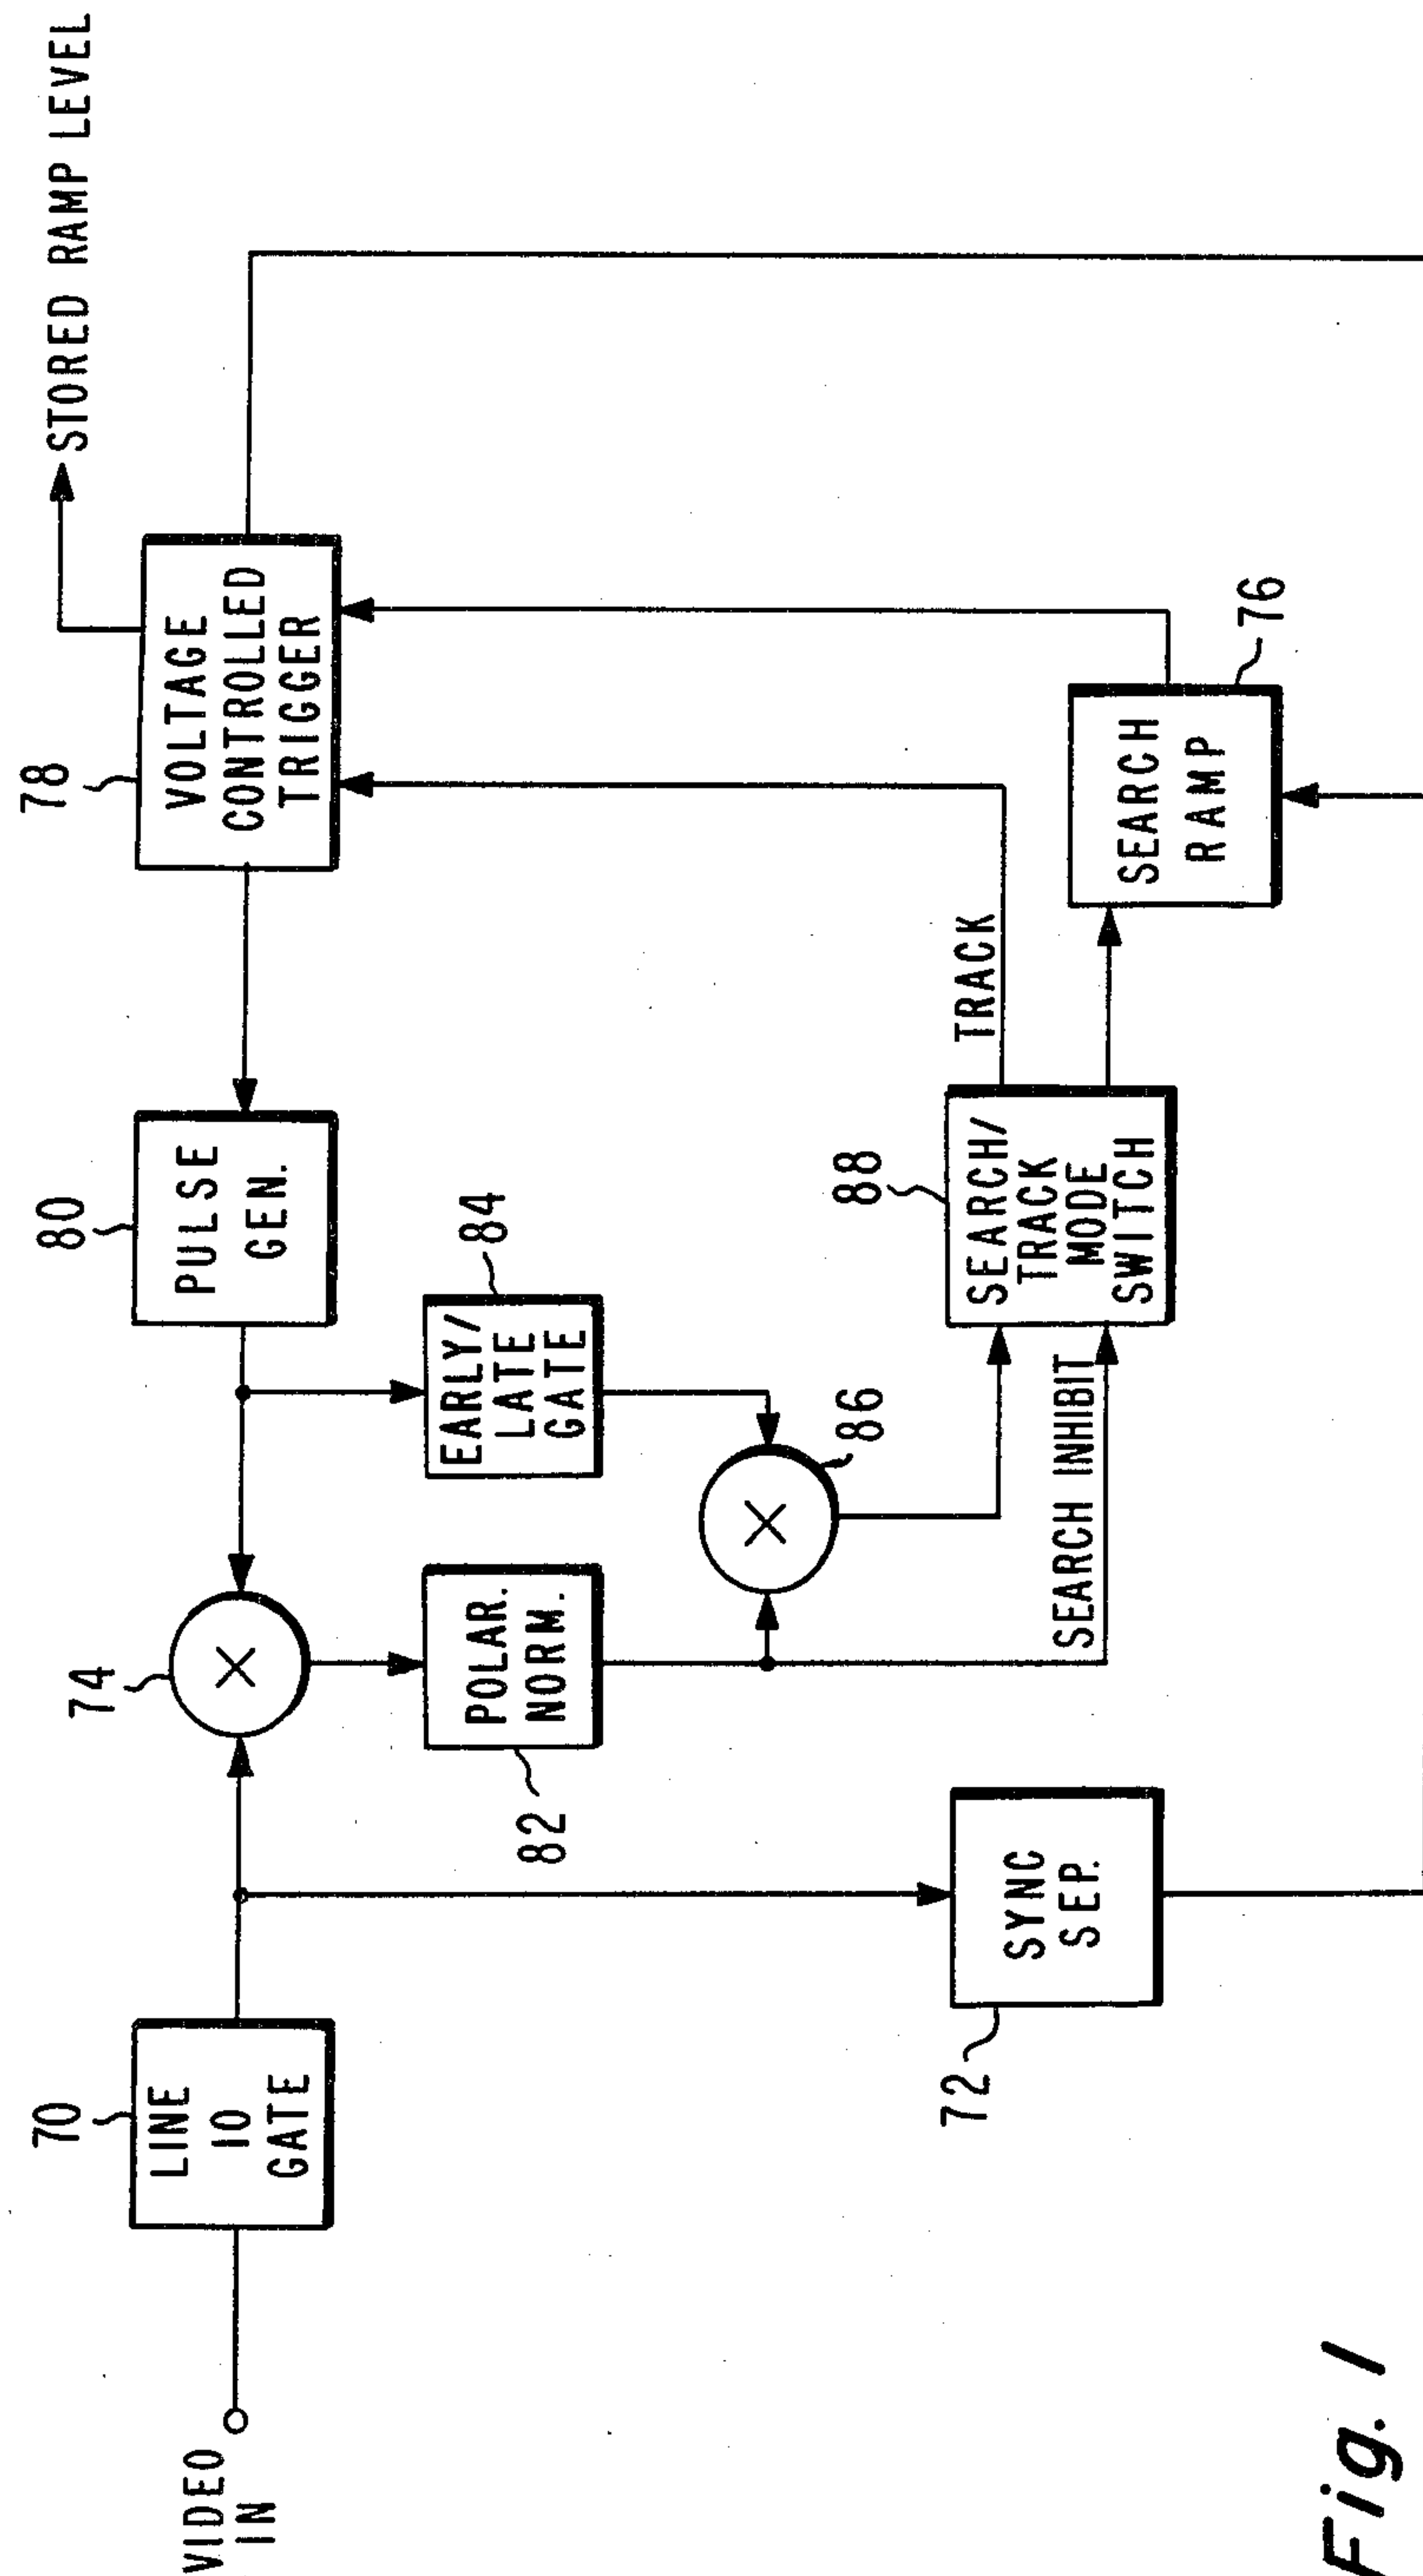 VIDEO
IN
70
LINE
10
GATE
74
80
PULSE
GEN.
78
VOLTAGE
CONTROLLED
TRIGGER
STORED RAMP LEVEL
82
POLAR.
NORM.
84
EARLY/
LATE
GATE
86
72
SYNC
SEP.
SEARCH INHIBIT
88
SEARCH/
TRACK
MODE
SWITCH
TRACK
76
SEARCH
RAMP
Fig. 1